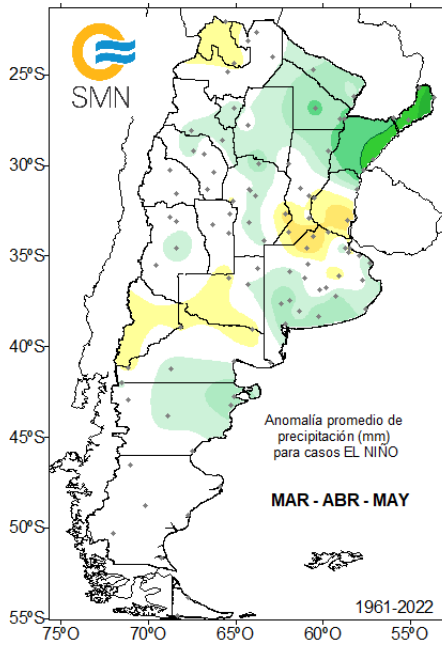 SMN
25ºS
30ºS
35ºS
40ºS
45ºS
50ºS
55ºS
Anomalía promedio de
precipitación (mm)
para casos EL NIÑO
MAR - ABR - MAY
1961-2022
75ºO
70ºO
65ºO
60ºO
55ºO